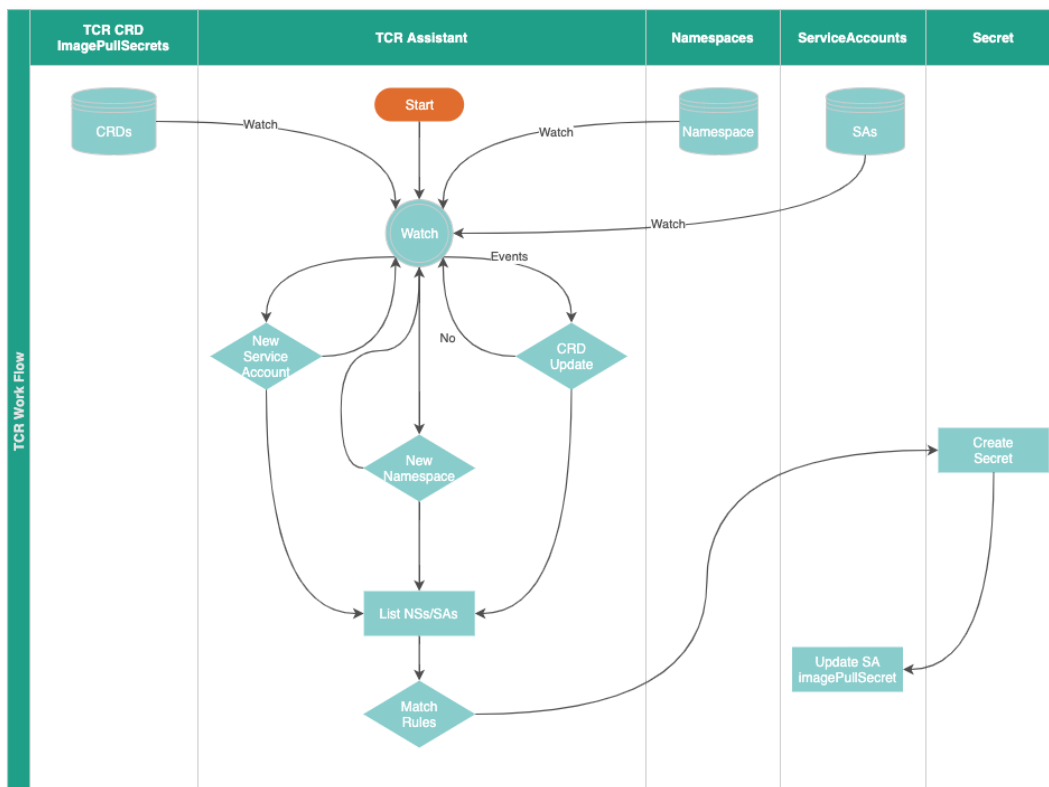 TCR CRD
ImagePullSecrets
TCR Assistant
Namespaces
ServiceAccounts
Secret
TCR Work Flow
CRDs
Start
Namespace
SAs
Watch
Watch
Watch
Watch
Events
New
Service
Account
No
CRD
Update
New
Namespace
Create
Secret
List NSs/SAs
Update SA
imagePullSecret
Match
Rules